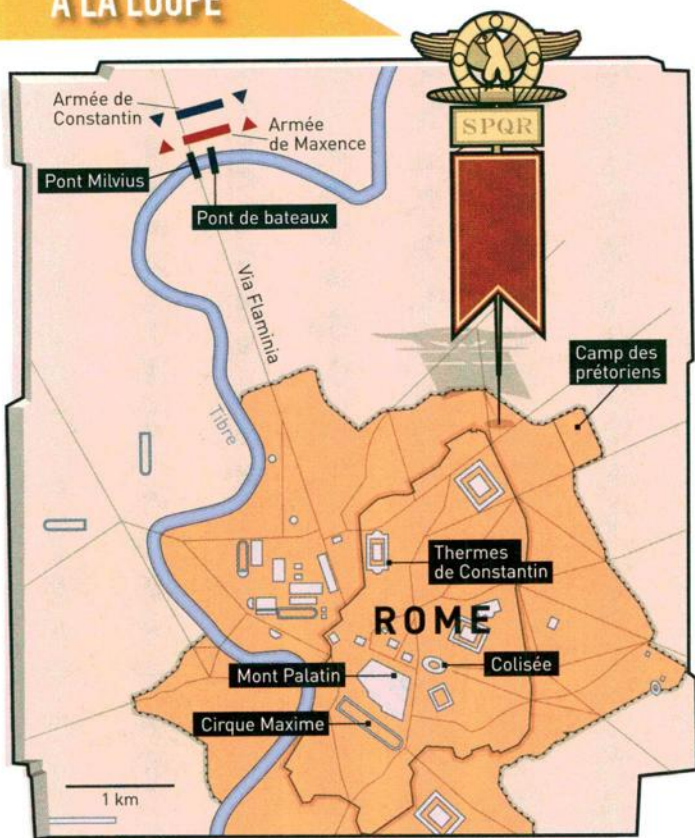 À LA LOUPE
SPQR
Armée de
Constantin
Armée
de Maxence
Pont Milvius
Pont de bateaux
Via Flaminia
Tibre
Camp des
prétoriens
Thermes
de Constantin
ROME
Mont Palatin
Colisée
Cirque Maxime
1 km